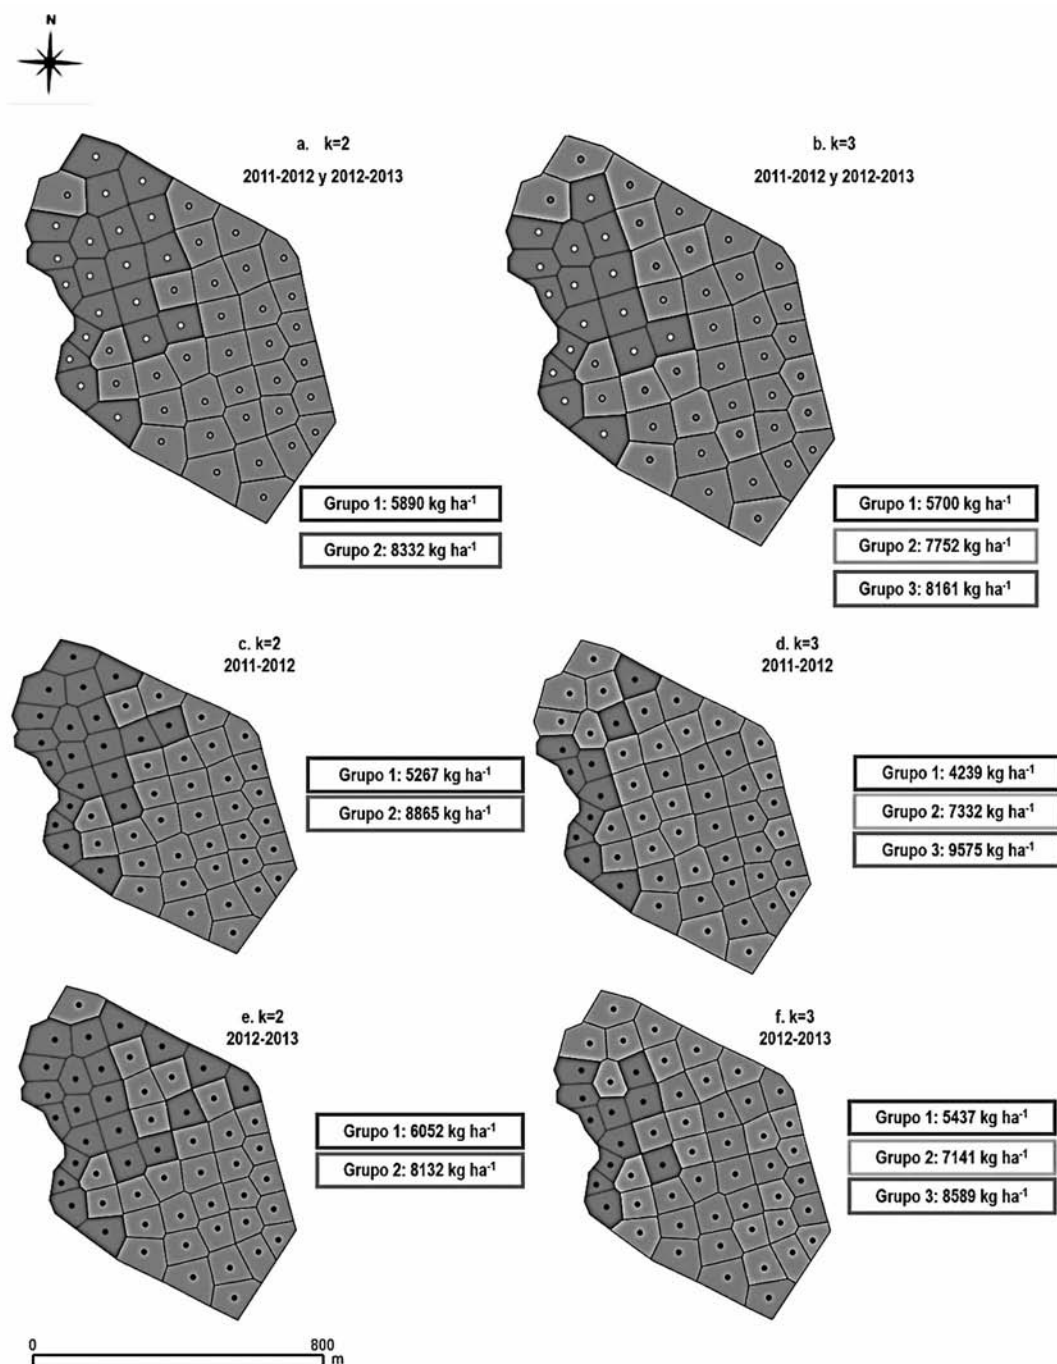 N
a. k=2
2011-2012 y 2012-2013
b. k=3
2011-2012 y 2012-2013
Grupo 1: 5890 kg ha⁻¹
Grupo 2: 8332 kg ha⁻¹
Grupo 1: 5700 kg ha⁻¹
Grupo 2: 7752 kg ha⁻¹
Grupo 3: 8161 kg ha⁻¹
c. k=2
2011-2012
d. k=3
2011-2012
Grupo 1: 5267 kg ha⁻¹
Grupo 2: 8865 kg ha⁻¹
Grupo 1: 4239 kg ha⁻¹
Grupo 2: 7332 kg ha⁻¹
Grupo 3: 9575 kg ha⁻¹
e. k=2
2012-2013
f. k=3
2012-2013
Grupo 1: 6052 kg ha⁻¹
Grupo 2: 8132 kg ha⁻¹
Grupo 1: 5437 kg ha⁻¹
Grupo 2: 7141 kg ha⁻¹
Grupo 3: 8589 kg ha⁻¹
0 800
m